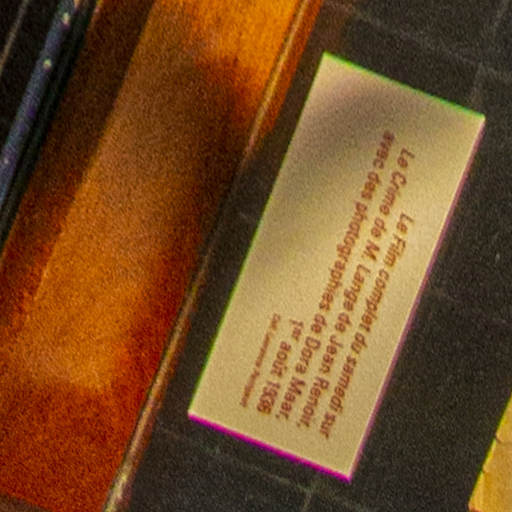 Le Film complet du samedi sur
Le Crime de M. Lange de Jean Renoir,
avec des photographies de Dora Maar,
1er août 1936
Coll.